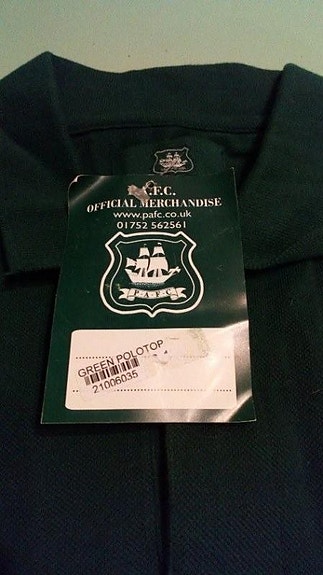 .F.C.
OFFICIAL MERCHANDISE
www.pafc.co.uk
01752 562561
P A F C
GREEN POLOTOP
21006035